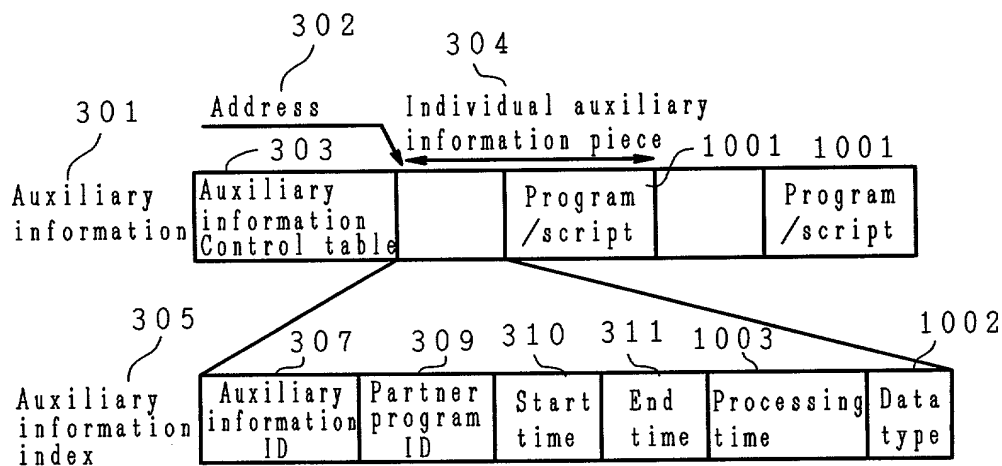 302
304
301
Address
Individual auxiliary
information piece
303
1001
1001
Auxiliary
information
Auxiliary
information
Control table
Program
/script
Program
/script
305
307
309
310
311
1003
1002
Auxiliary
information
index
Auxiliary
information
ID
Partner
program
ID
Start
time
End
time
Processing
time
Data
type